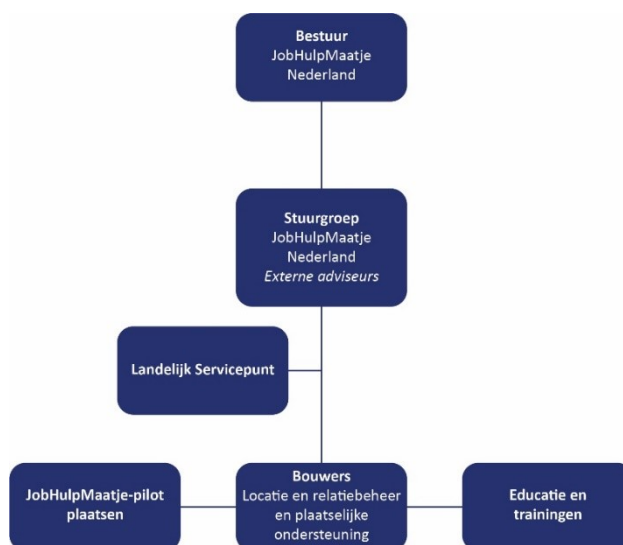 Bestuur
JobHulpMaatje
Nederland
Stuurgroep
JobHulpMaatje
Nederland
Externe adviseurs
Landelijk Servicepunt
JobHulpMaatje-pilot
plaatsen
Bouwers
Locatie en relatiebeheer
en plaatselijke
ondersteuning
Educatie en
trainingen